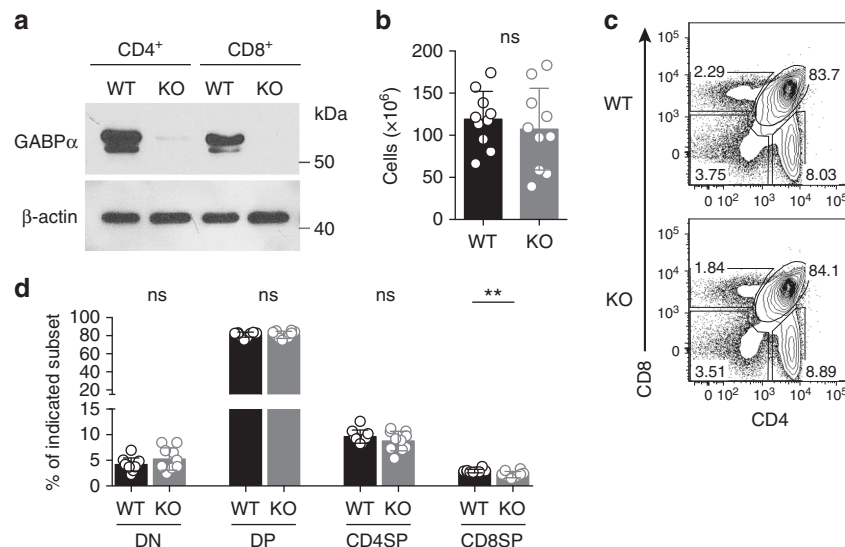 a
CD4⁺ CD8⁺
WT KO WT KO
kDa
GABPα
50
β-actin
40
b
ns
Cells (×10⁶)
200
150
100
50
0
WT KO
c
WT
10⁵
10⁴
10³
0
2.29 83.7
3.75 8.03
0 10² 10³ 10⁴ 10⁵
KO
10⁵
10⁴
10³
0
1.84 84.1
3.51 8.89
0 10² 10³ 10⁴ 10⁵
CD8
CD4
d
ns ns ns **
% of indicated subset
100
80
60
40
20
15
10
5
0
WT KO WT KO WT KO WT KO
DN DP CD4SP CD8SP